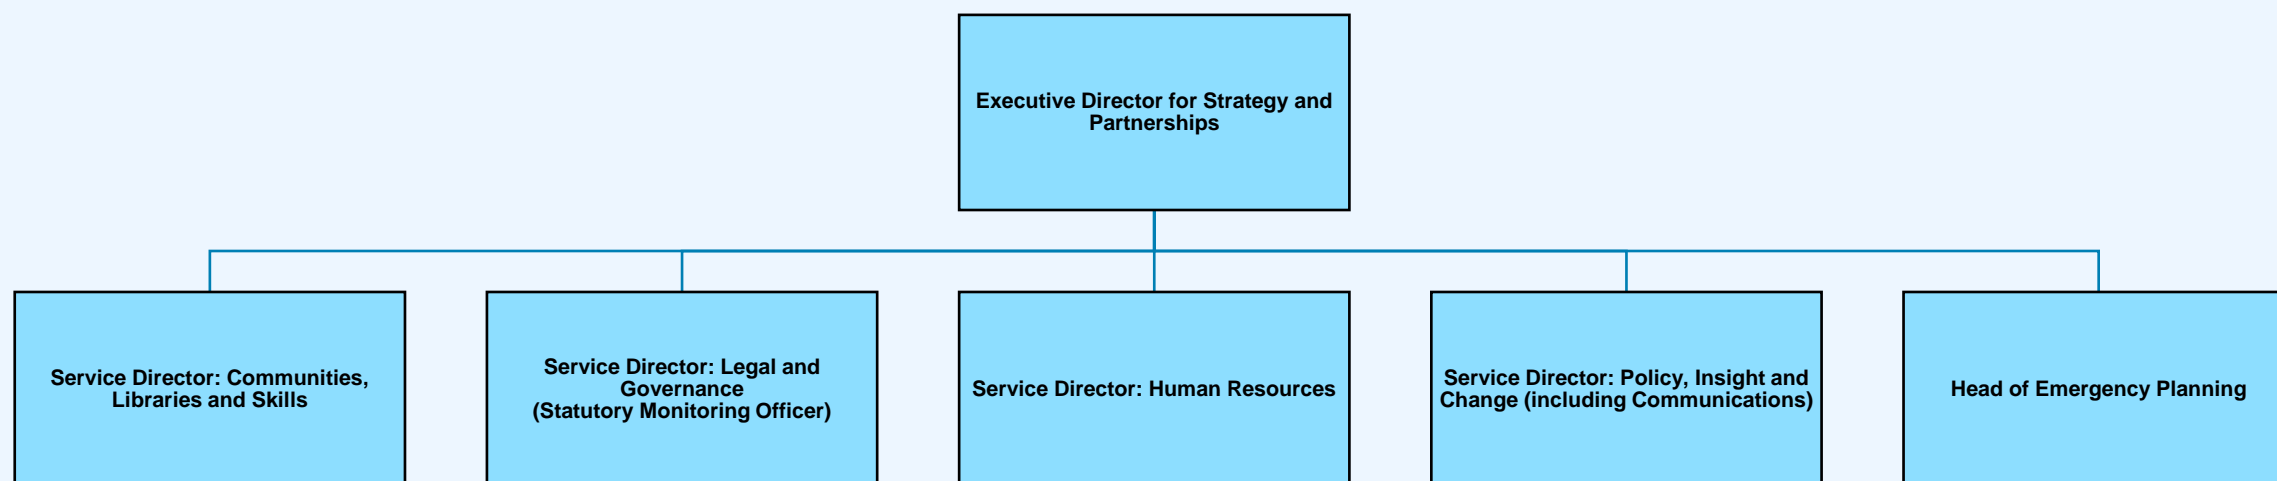 Executive Director for Strategy and
Partnerships
Service Director: Communities,
Libraries and Skills
Service Director: Legal and
Governance
(Statutory Monitoring Officer)
Service Director: Human Resources
Service Director: Policy, Insight and
Change (including Communications)
Head of Emergency Planning